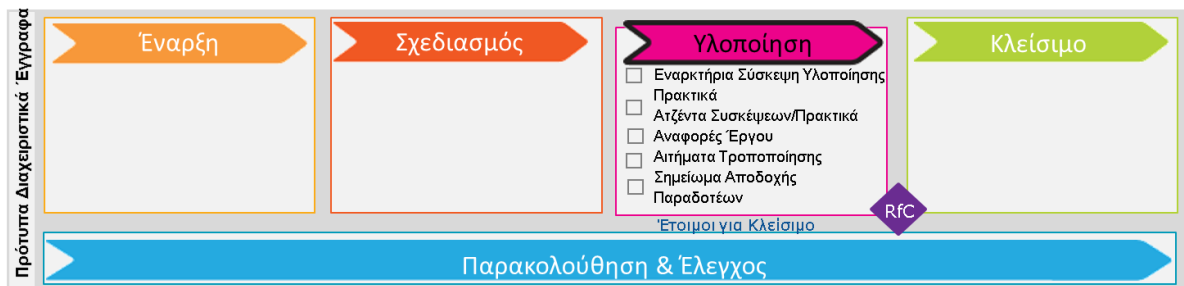 Πρότυπα Διαχειριστικά Έγγραφα
Έναρξη
Σχεδιασμός
Υλοποίηση
Εναρκτήρια Σύσκεψη Υλοποίησης
Πρακτικά
Ατζέντα Συσκέψεων/Πρακτικά
Αναφορές Έργου
Αιτήματα Τροποποίησης
Σημείωμα Αποδοχής
Παραδοτέων
Κλείσιμο
RfC
Έτοιμοι για Κλείσιμο
Παρακολούθηση & Έλεγχος